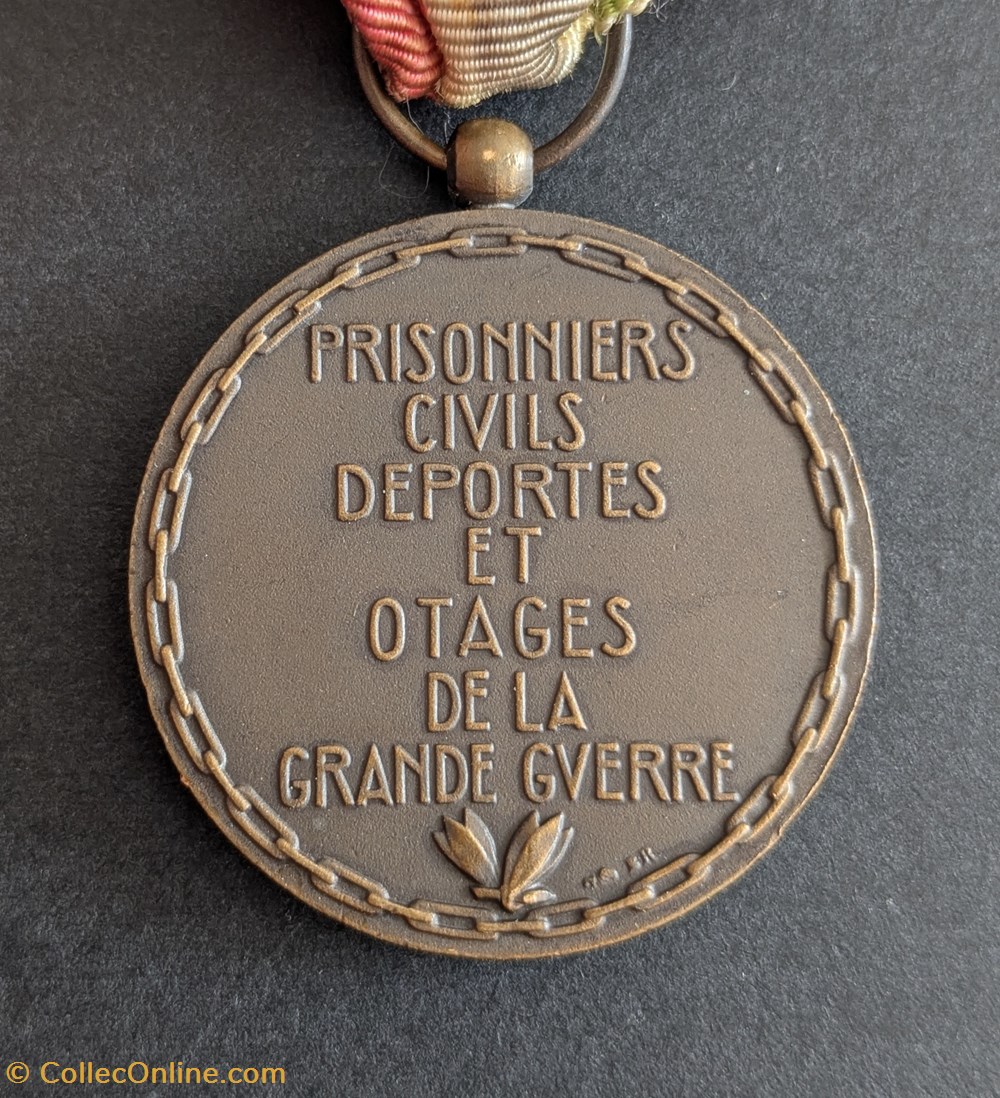 PRISONNIERS
CIVILS
DEPORTES
ET
OTAGES
DE LA
GRANDE GVERRE
© CollecOnline.com